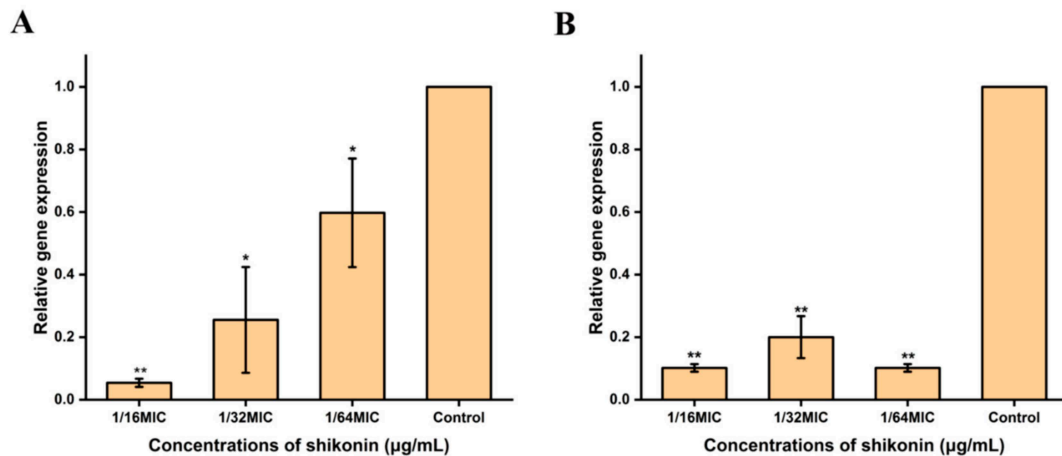 A
Relative gene expression
1.0
0.8
0.6
0.4
0.2
0.0
**
*
*
1/16MIC 1/32MIC 1/64MIC Control
Concentrations of shikonin (μg/mL)
B
Relative gene expression
1.0
0.8
0.6
0.4
0.2
0.0
**
**
**
1/16MIC 1/32MIC 1/64MIC Control
Concentrations of shikonin (μg/mL)